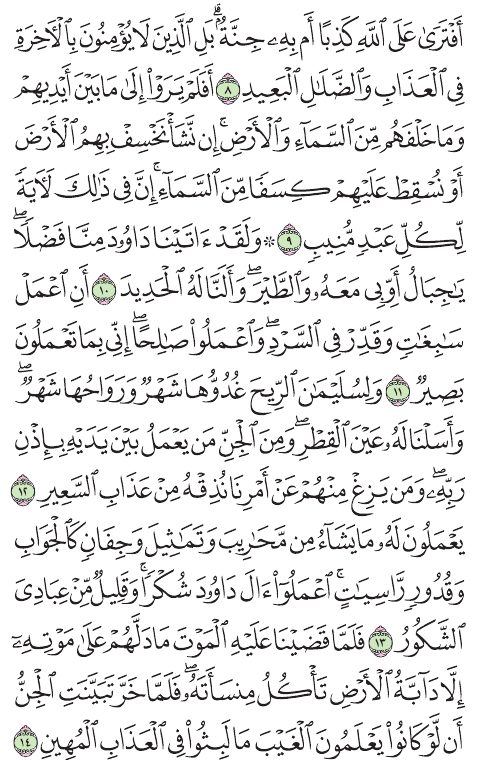 أَفْتَرَىٰ عَلَى ٱللَّهِ كَذِبًا أَم بِهِۦ جِنَّةٌۢ ۗ بَلِ ٱلَّذِينَ لَا يُؤْمِنُونَ بِٱلْأٓخِرَةِ
فِى ٱلْعَذَابِ وَٱلضَّلَٰلِ ٱلْبَعِيدِ ٨ أَفَلَمْ يَرَوْا۟ إِلَىٰ مَا بَيْنَ أَيْدِيهِمْ
وَمَا خَلْفَهُم مِّنَ ٱلسَّمَآءِ وَٱلْأَرْضِ ۚ إِن نَّشَأْ نَخْسِفْ بِهِمُ ٱلْأَرْضَ
أَوْ نُسْقِطْ عَلَيْهِمْ كِسَفًا مِّنَ ٱلسَّمَآءِ ۚ إِنَّ فِى ذَٰلِكَ لَأٓيَةً
لِّكُلِّ عَبْدٍ مُّنِيبٍ ٩ ۞ وَلَقَدْ ءَاتَيْنَا دَاوُۥدَ مِنَّا فَضْلًا ۖ
يَٰجِبَالُ أَوِّبِى مَعَهُۥ وَٱلطَّيْرَ ۖ وَأَلَنَّا لَهُ ٱلْحَدِيدَ ١٠ أَنِ ٱعْمَلْ
سَٰبِغَٰتٍ وَقَدِّرْ فِى ٱلسَّرْدِ ۖ وَٱعْمَلُوا۟ صَٰلِحًا ۖ إِنِّى بِمَا تَعْمَلُونَ
بَصِيرٌ ١١ وَلِسُلَيْمَٰنَ ٱلرِّيحَ غُدُوُّهَا شَهْرٌ وَرَوَاحُهَا شَهْرٌ ۖ
وَأَسَلْنَا لَهُۥ عَيْنَ ٱلْقِطْرِ ۖ وَمِنَ ٱلْجِنِّ مَن يَعْمَلُ بَيْنَ يَدَيْهِ بِإِذْنِ
رَبِّهِۦ ۖ وَمَن يَزِغْ مِنْهُمْ عَنْ أَمْرِنَا نُذِقْهُ مِنْ عَذَابِ ٱلسَّعِيرِ ١٢
يَعْمَلُونَ لَهُۥ مَا يَشَآءُ مِن مَّحَٰرِيبَ وَتَمَٰثِيلَ وَجِفَانٍ كَٱلْجَوَابِ
وَقُدُورٍ رَّاسِيَٰتٍ ۚ ٱعْمَلُوٓا۟ ءَالَ دَاوُۥدَ شُكْرًا ۚ وَقَلِيلٌ مِّنْ عِبَادِىَ
ٱلشَّكُورُ ١٣ فَلَمَّا قَضَيْنَا عَلَيْهِ ٱلْمَوْتَ مَا دَلَّهُمْ عَلَىٰ مَوْتِهِۦٓ
إِلَّا دَآبَّةُ ٱلْأَرْضِ تَأْكُلُ مِنسَأَتَهُۥ ۖ فَلَمَّا خَرَّ تَبَيَّنَتِ ٱلْجِنُّ
أَن لَّوْ كَانُوا۟ يَعْلَمُونَ ٱلْغَيْبَ مَا لَبِثُوا۟ فِى ٱلْعَذَابِ ٱلْمُهِينِ ١٤